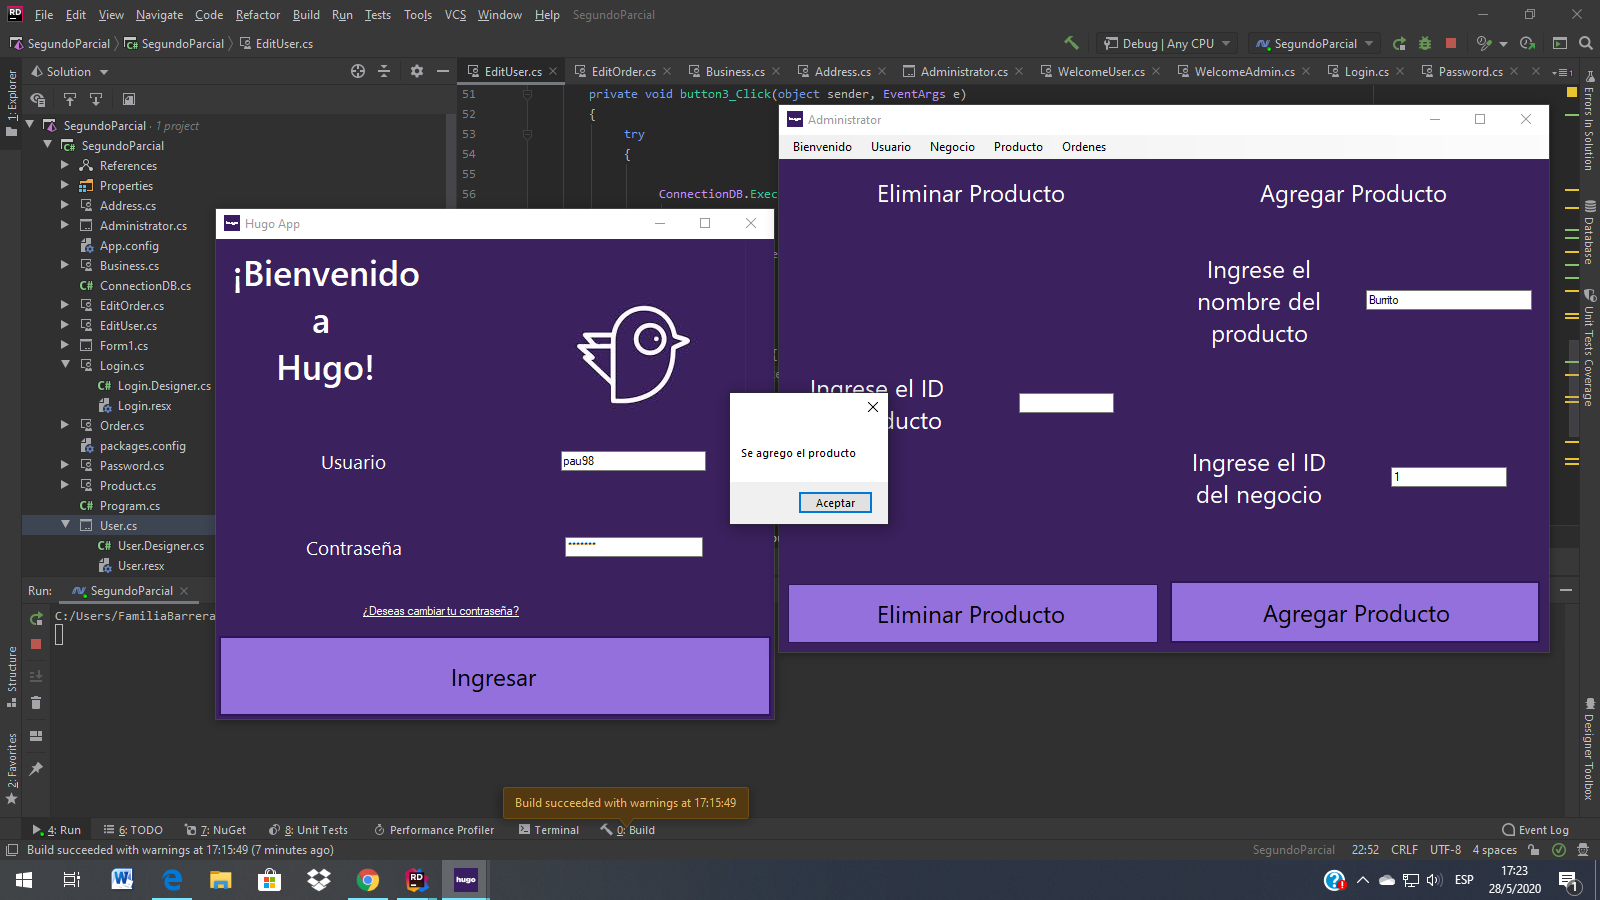 File Edit View Navigate Code Refactor Build Run Tests Tools VCS Window Help SegundoParcial
SegundoParcial SegundoParcial EditUser.cs
Debug | Any CPU SegundoParcial
1: Explorer
Solution
EditUser.cs EditOrder.cs Business.cs Address.cs Administrator.cs WelcomeUser.cs WelcomeAdmin.cs Login.cs Password.cs
SegundoParcial · 1 project
SegundoParcial
References
Properties
Address.cs
Administrator.cs
App.config
Business.cs
ConnectionDB.cs
EditOrder.cs
EditUser.cs
Form1.cs
Login.cs
Login.Designer.cs
Login.resx
Order.cs
packages.config
Password.cs
Product.cs
Program.cs
User.cs
User.Designer.cs
User.resx
51 private void button3_Click(object sender, EventArgs e)
52 {
53 try
54 {
55
56 ConnectionDB.Exec
Hugo App
¡Bienvenido
a
Hugo!
Usuario
pau98
Contraseña
*******
¿Deseas cambiar tu contraseña?
Ingresar
Administrator
Bienvenido Usuario Negocio Producto Ordenes
Eliminar Producto
Agregar Producto
Ingrese el
nombre del
producto
Burrito
Ingrese el ID
ducto
Ingrese el ID
del negocio
1
Eliminar Producto
Agregar Producto
Se agrego el producto
Aceptar
Errors In Solution
Database
Unit Tests Coverage
Designer Toolbox
Run: SegundoParcial
C:/Users/FamiliaBarrera
Structure
2: Favorites
Build succeeded with warnings at 17:15:49
4: Run 6: TODO 7: NuGet 8: Unit Tests Performance Profiler Terminal 0: Build Event Log
Build succeeded with warnings at 17:15:49 (7 minutes ago)
SegundoParcial 22:52 CRLF UTF-8 4 spaces
hugo
ESP
17:23
28/5/2020
1